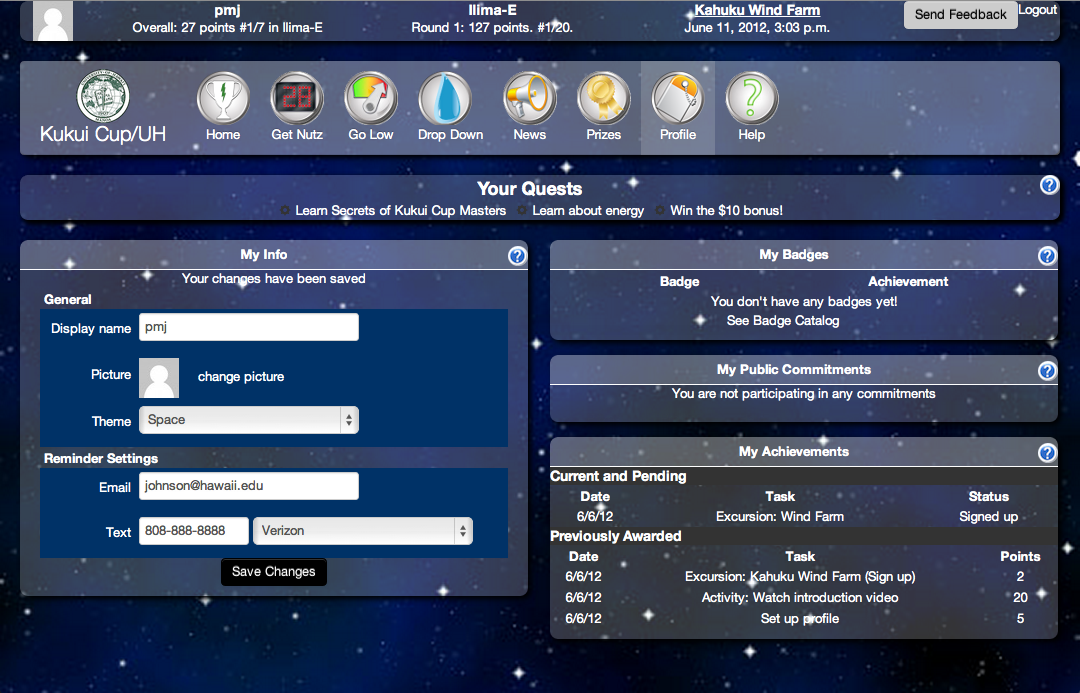 pmj Ilima-E Kahuku Wind Farm Send Feedback Logout
Overall: 27 points #1/7 in Ilima-E Round 1: 127 points. #1/20. June 11, 2012, 3:03 p.m.
28
Kukui Cup/UH Home Get Nutz Go Low Drop Down News Prizes Profile Help
Your Quests
Learn Secrets of Kukui Cup Masters Learn about energy Win the $10 bonus!
My Info
Your changes have been saved
General
Display name pmj
Picture change picture
Theme Space
Reminder Settings
Email johnson@hawaii.edu
Text 808-888-8888 Verizon
Save Changes
My Badges
Badge Achievement
You don't have any badges yet!
See Badge Catalog
My Public Commitments
You are not participating in any commitments
My Achievements
Current and Pending
Date Task Status
6/6/12 Excursion: Wind Farm Signed up
Previously Awarded
Date Task Points
6/6/12 Excursion: Kahuku Wind Farm (Sign up) 2
6/6/12 Activity: Watch introduction video 20
6/6/12 Set up profile 5